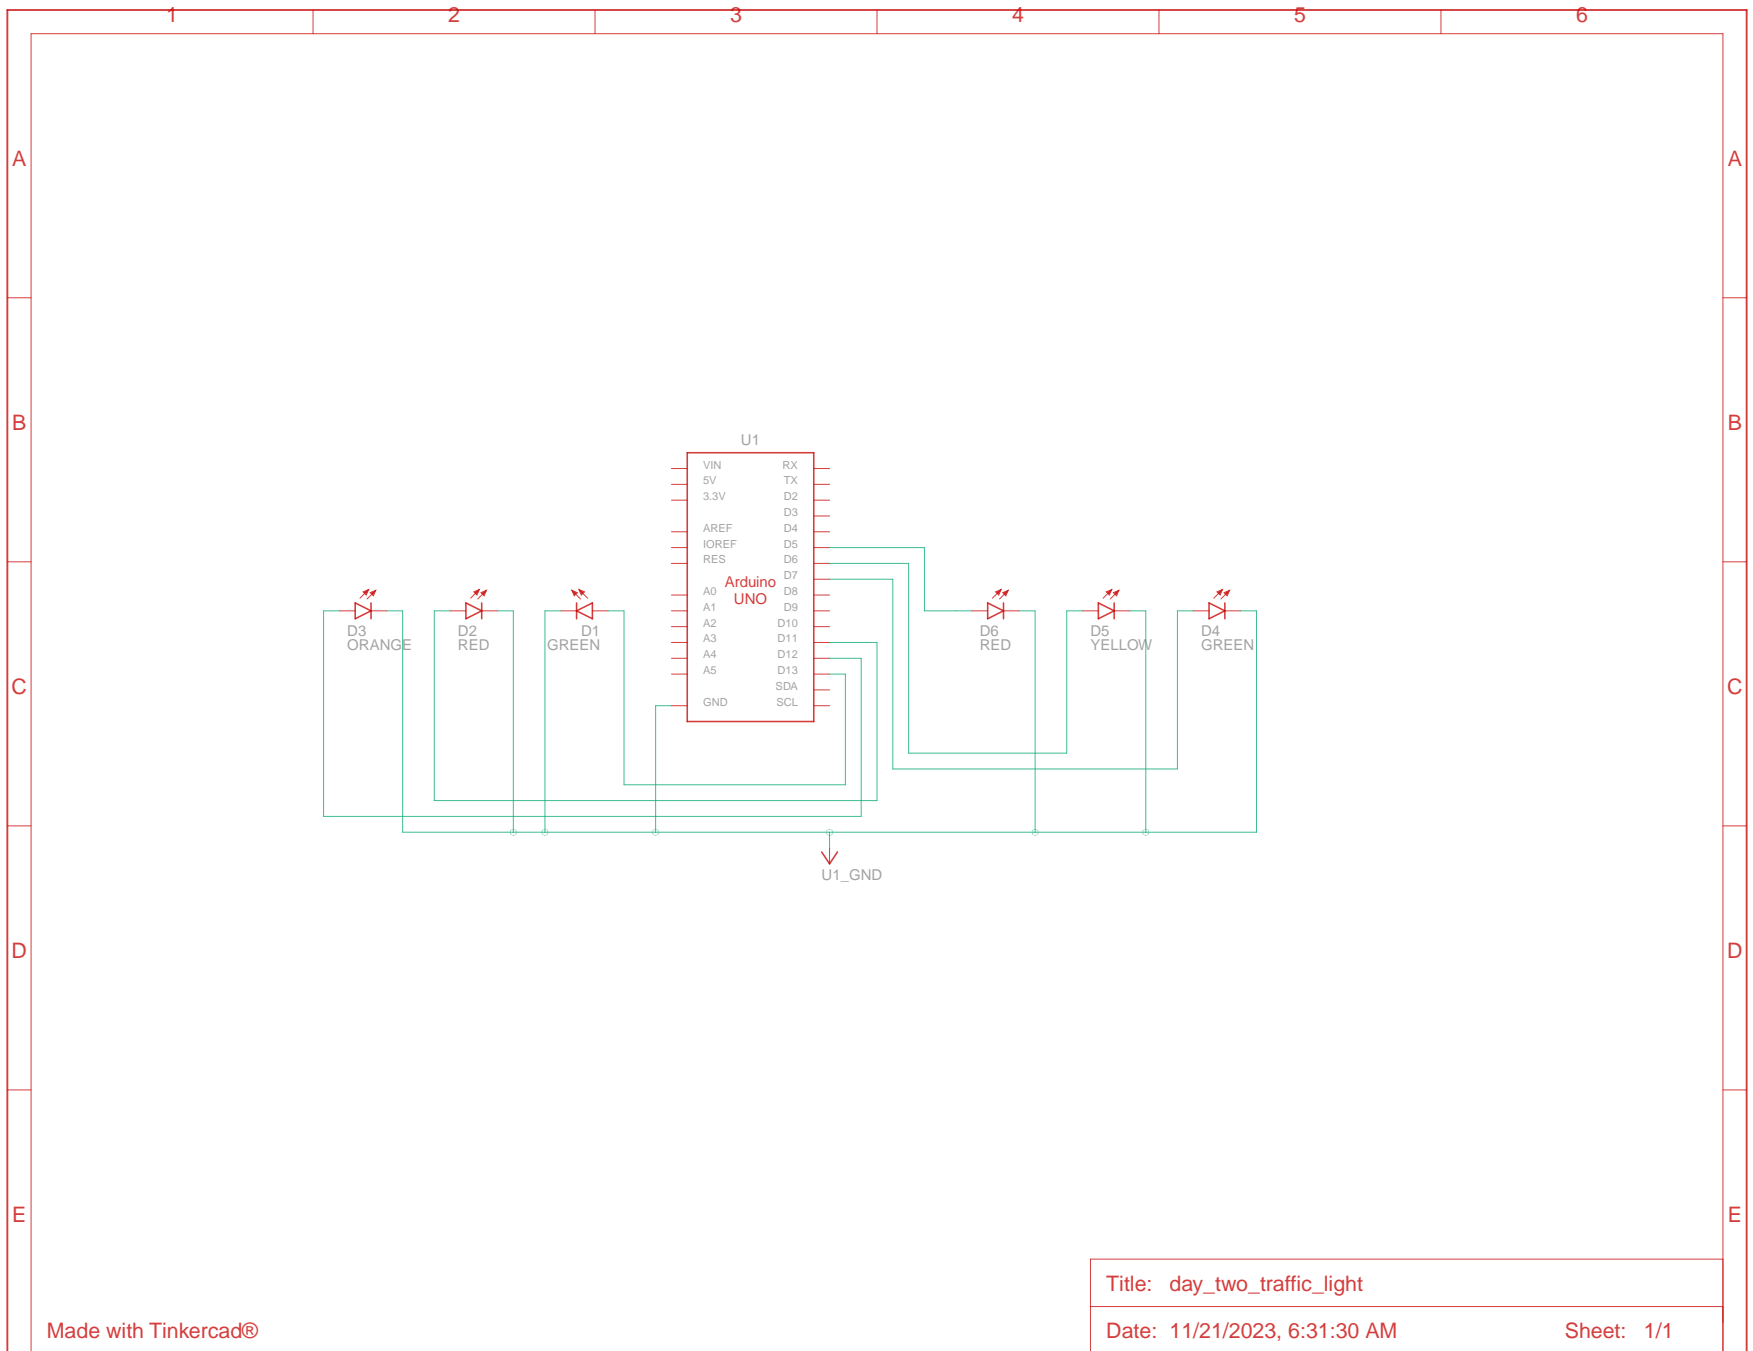 1 2 3 4 5 6
A A
B B
U1
VIN RX
5V TX
3.3V D2
D3
AREF D4
IOREF D5
RES D6
D7
Arduino
UNO
A0 D8
A1 D9
A2 D10
A3 D11
A4 D12
A5 D13
SDA
GND SCL
D3
ORANGE
D2
RED
D1
GREEN
D6
RED
D5
YELLOW
D4
GREEN
C C
U1_GND
D D
E E
Title: day_two_traffic_light
Made with Tinkercad®
Date: 11/21/2023, 6:31:30 AM Sheet: 1/1